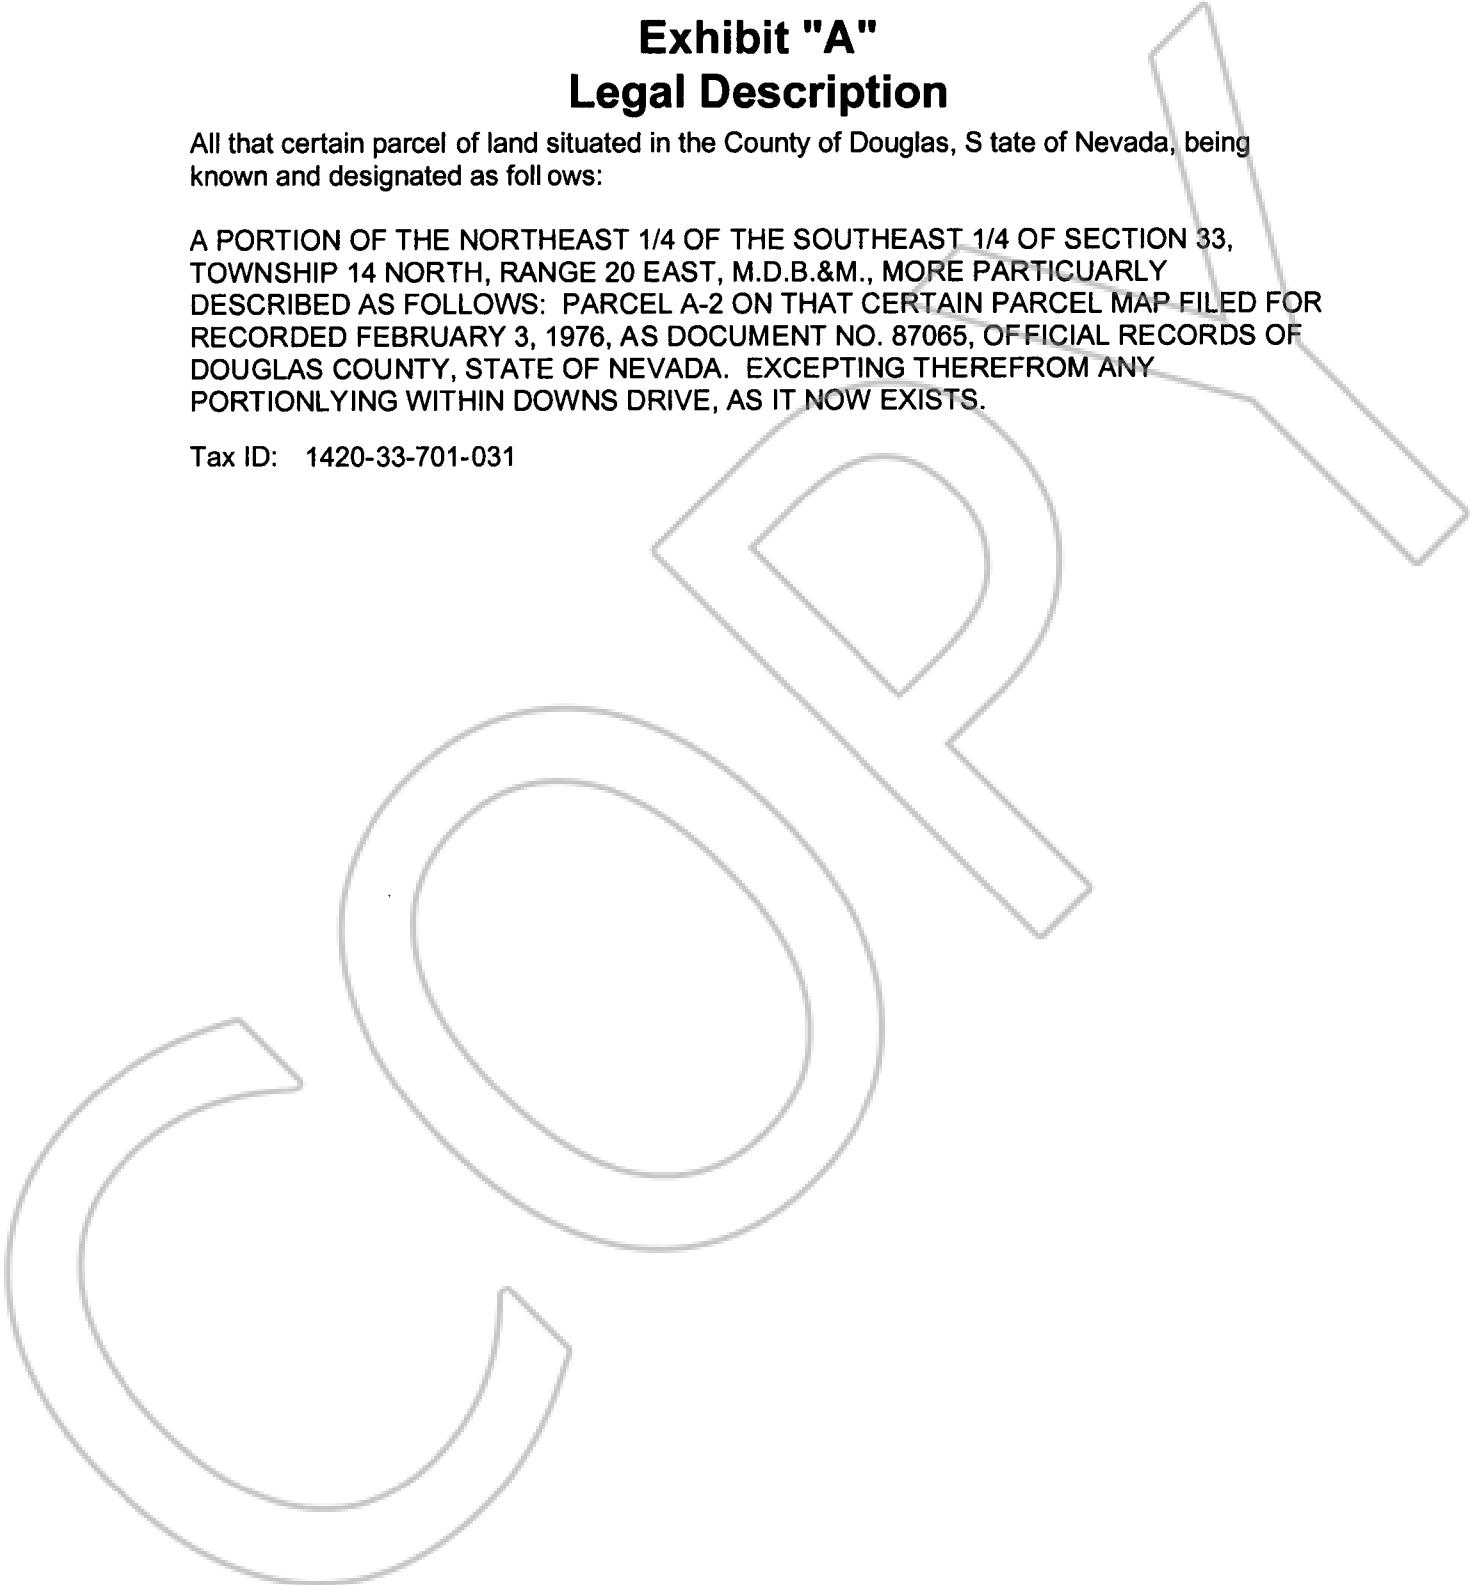 Exhibit "A"
Legal Description
All that certain parcel of land situated in the County of Douglas, S tate of Nevada, being
known and designated as foll ows:
A PORTION OF THE NORTHEAST 1/4 OF THE SOUTHEAST 1/4 OF SECTION 33,
TOWNSHIP 14 NORTH, RANGE 20 EAST, M.D.B.&M., MORE PARTICUARLY
DESCRIBED AS FOLLOWS:  PARCEL A-2 ON THAT CERTAIN PARCEL MAP FILED FOR
RECORDED FEBRUARY 3, 1976, AS DOCUMENT NO. 87065, OFFICIAL RECORDS OF
DOUGLAS COUNTY, STATE OF NEVADA.  EXCEPTING THEREFROM ANY
PORTIONLYING WITHIN DOWNS DRIVE, AS IT NOW EXISTS.
Tax ID:   1420-33-701-031
COPY